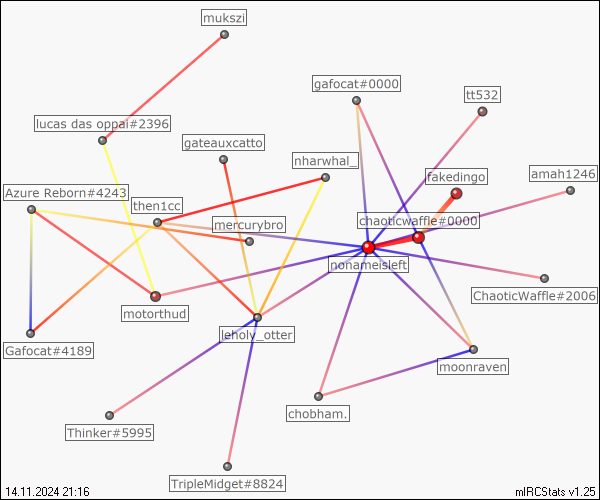 mukszi
gafocat#0000
tt532
lucas das oppai#2396
gateauxcatto
nharwhal_
fakedingo
amah1246
Azure Reborn#4243
then1cc
mercurybro
chaoticwaffle#0000
nonameisleft
ChaoticWaffle#2006
motorthud
leholy_otter
Gafocat#4189
moonraven
chobham.
Thinker#5995
TripleMidget#8824
14.11.2024 21:16
mIRCStats v1.25